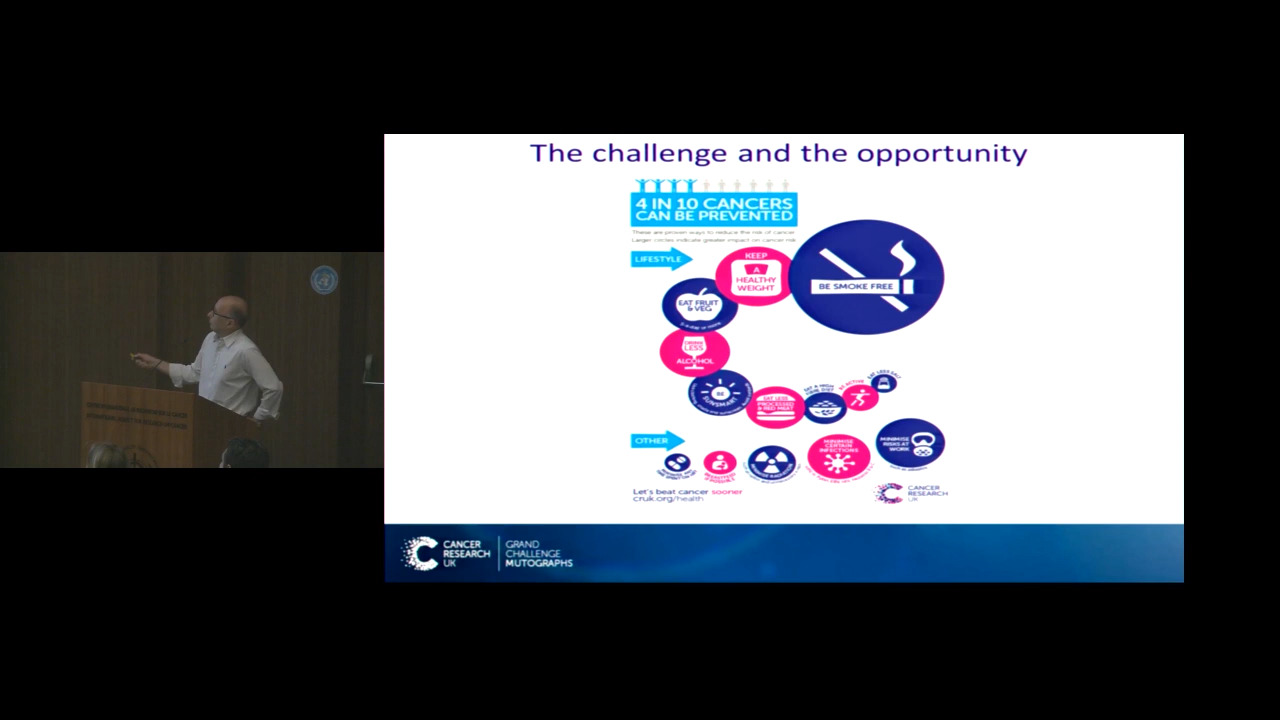 The challenge and the opportunity
4 IN 10 CANCERS
CAN BE PREVENTED
These are proven ways to reduce the risk of cancer
Larger circles indicate greater impact on cancer risk
LIFESTYLE
KEEP
A
HEALTHY
WEIGHT
BE SMOKE FREE
EAT FRUIT
& VEG
DRINK
LESS
ALCOHOL
BE
SUNSMART
EAT LESS
PROCESSED
& RED MEAT
EAT A HIGH
FIBRE DIET
BE ACTIVE
EAT LESS SALT
OTHER
MINIMISE
CERTAIN
INFECTIONS
MINIMISE
RISKS AT
WORK
Let's beat cancer sooner
cruk.org/health
CANCER
RESEARCH
UK
CANCER
RESEARCH
UK
GRAND
CHALLENGE
MUTOGRAPHS